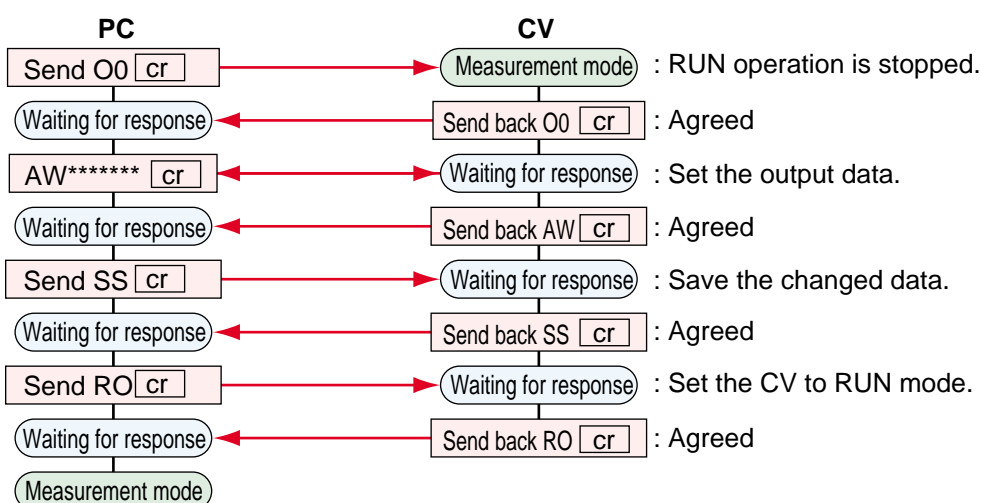 PC CV
Send O0 cr Measurement mode : RUN operation is stopped.
Waiting for response Send back O0 cr : Agreed
AW******* cr Waiting for response : Set the output data.
Waiting for response Send back AW cr : Agreed
Send SS cr Waiting for response : Save the changed data.
Waiting for response Send back SS cr : Agreed
Send RO cr Waiting for response : Set the CV to RUN mode.
Waiting for response Send back RO cr : Agreed
Measurement mode